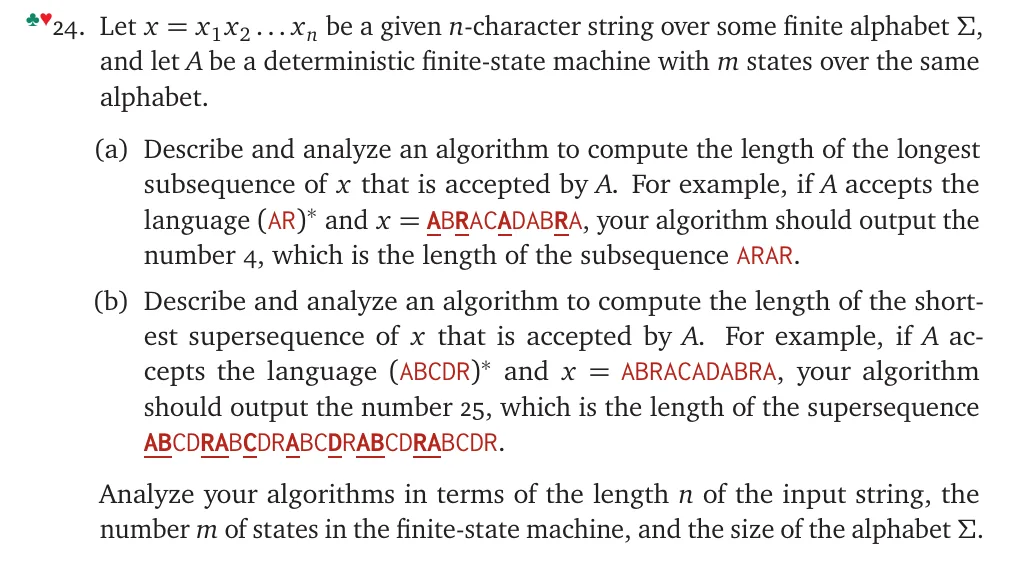 ♣♥24. Let x = x₁x₂ . . . xₙ be a given n-character string over some finite alphabet Σ,
and let A be a deterministic finite-state machine with m states over the same
alphabet.
(a) Describe and analyze an algorithm to compute the length of the longest
subsequence of x that is accepted by A. For example, if A accepts the
language (AR)* and x = ABRACADABRA, your algorithm should output the
number 4, which is the length of the subsequence ARAR.
(b) Describe and analyze an algorithm to compute the length of the short-
est supersequence of x that is accepted by A. For example, if A ac-
cepts the language (ABCDR)* and x = ABRACADABRA, your algorithm
should output the number 25, which is the length of the supersequence
ABCDRABCDRABCDRABCDRABCDR.
Analyze your algorithms in terms of the length n of the input string, the
number m of states in the finite-state machine, and the size of the alphabet Σ.